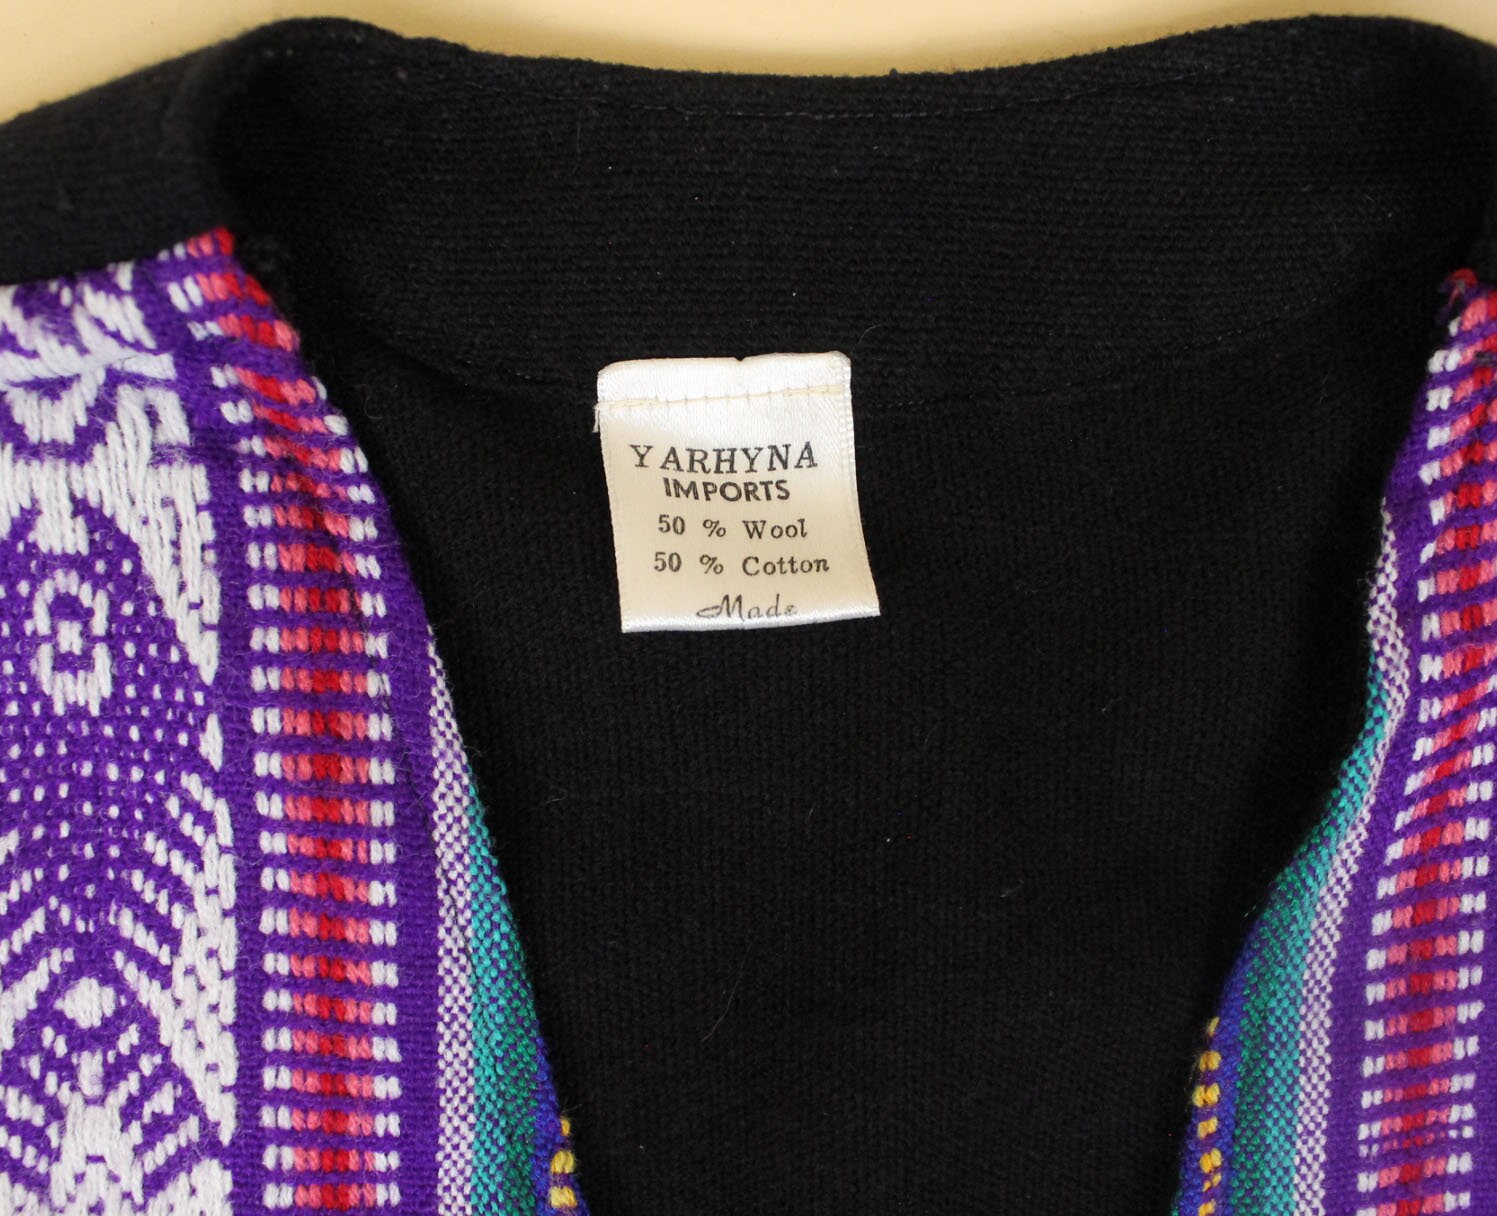 YARHYNA
IMPORTS
50 % Wool
50 % Cotton
Made